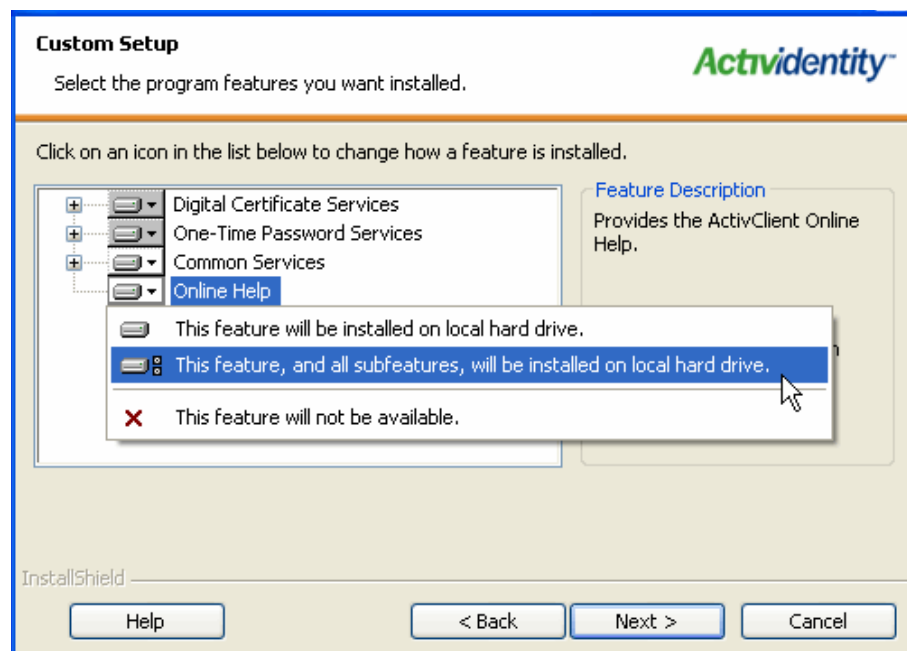 Custom Setup
Select the program features you want installed.
ActivIdentity™
Click on an icon in the list below to change how a feature is installed.
Digital Certificate Services
One-Time Password Services
Common Services
Online Help
Feature Description
Provides the ActivClient Online
Help.
This feature will be installed on local hard drive.
This feature, and all subfeatures, will be installed on local hard drive.
This feature will not be available.
InstallShield
Help
< Back
Next >
Cancel